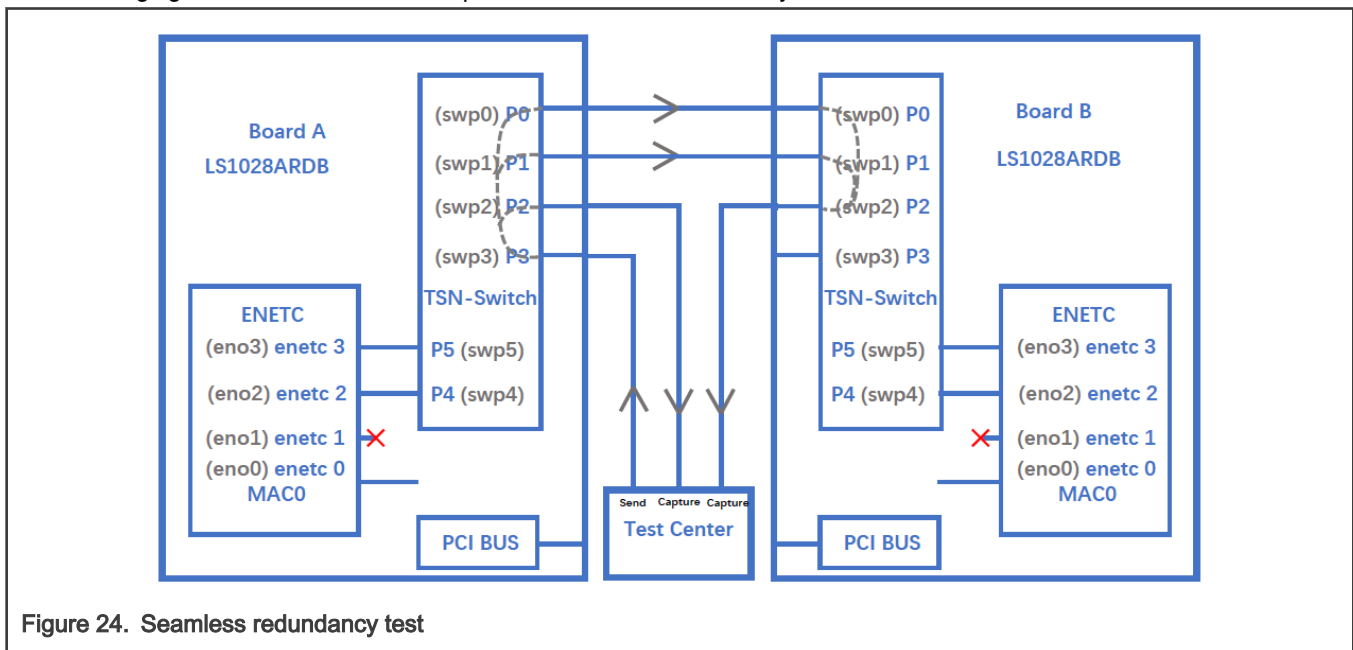 (swp0) P0
(swp1) P1
(swp2) P2
(swp3) P3
TSN-Switch
P5 (swp5)
P4 (swp4)
Board A
LS1028ARDB
ENETC
(eno3) enetc 3
(eno2) enetc 2
(eno1) enetc 1
(eno0) enetc 0
MAC0
PCI BUS
Send Capture Capture
Test Center
(swp0) P0
(swp1) P1
(swp2) P2
(swp3) P3
TSN-Switch
P5 (swp5)
P4 (swp4)
Board B
LS1028ARDB
ENETC
(eno3) enetc 3
(eno2) enetc 2
(eno1) enetc 1
(eno0) enetc 0
MAC0
PCI BUS
Figure 24. Seamless redundancy test